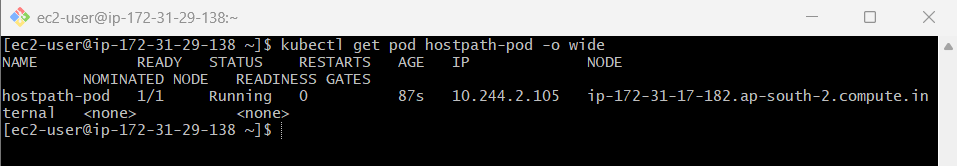 ec2-user@ip-172-31-29-138:~
[ec2-user@ip-172-31-29-138 ~]$ kubectl get pod hostpath-pod -o wide
NAME           READY   STATUS    RESTARTS   AGE   IP             NODE
         NOMINATED NODE   READINESS GATES
hostpath-pod   1/1     Running   0          87s   10.244.2.105   ip-172-31-17-182.ap-south-2.compute.in
ternal   <none>           <none>
[ec2-user@ip-172-31-29-138 ~]$